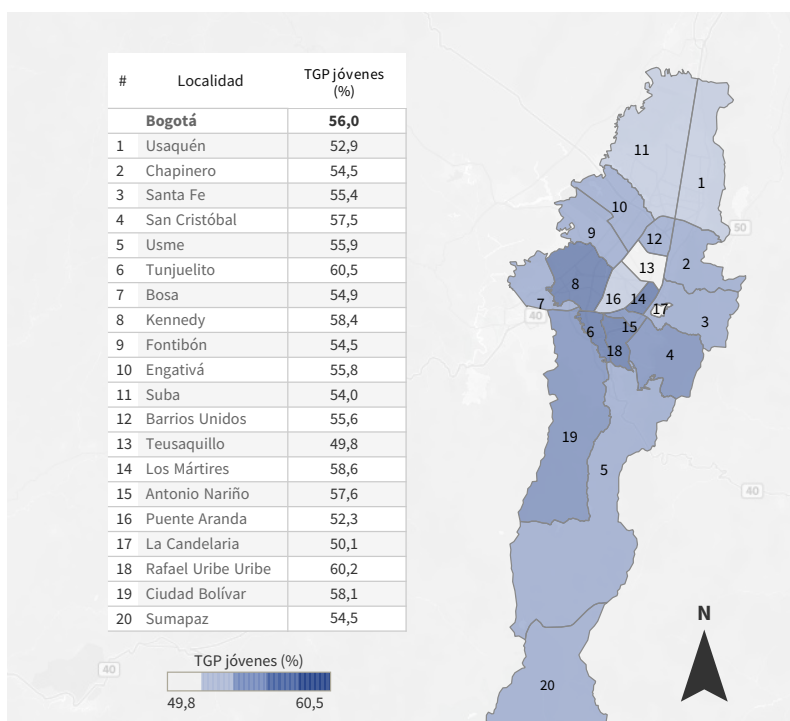 # Localidad TGP jóvenes
(%)
Bogotá 56,0
1 Usaquén 52,9
2 Chapinero 54,5
3 Santa Fe 55,4
4 San Cristóbal 57,5
5 Usme 55,9
6 Tunjuelito 60,5
7 Bosa 54,9
8 Kennedy 58,4
9 Fontibón 54,5
10 Engativá 55,8
11 Suba 54,0
12 Barrios Unidos 55,6
13 Teusaquillo 49,8
14 Los Mártires 58,6
15 Antonio Nariño 57,6
16 Puente Aranda 52,3
17 La Candelaria 50,1
18 Rafael Uribe Uribe 60,2
19 Ciudad Bolívar 58,1
20 Sumapaz 54,5
TGP jóvenes (%)
49,8 60,5
11
1
10
50
9
12
2
13
8
7
16
14
17
40
3
15
6
18
4
19
5
40
N
40
20